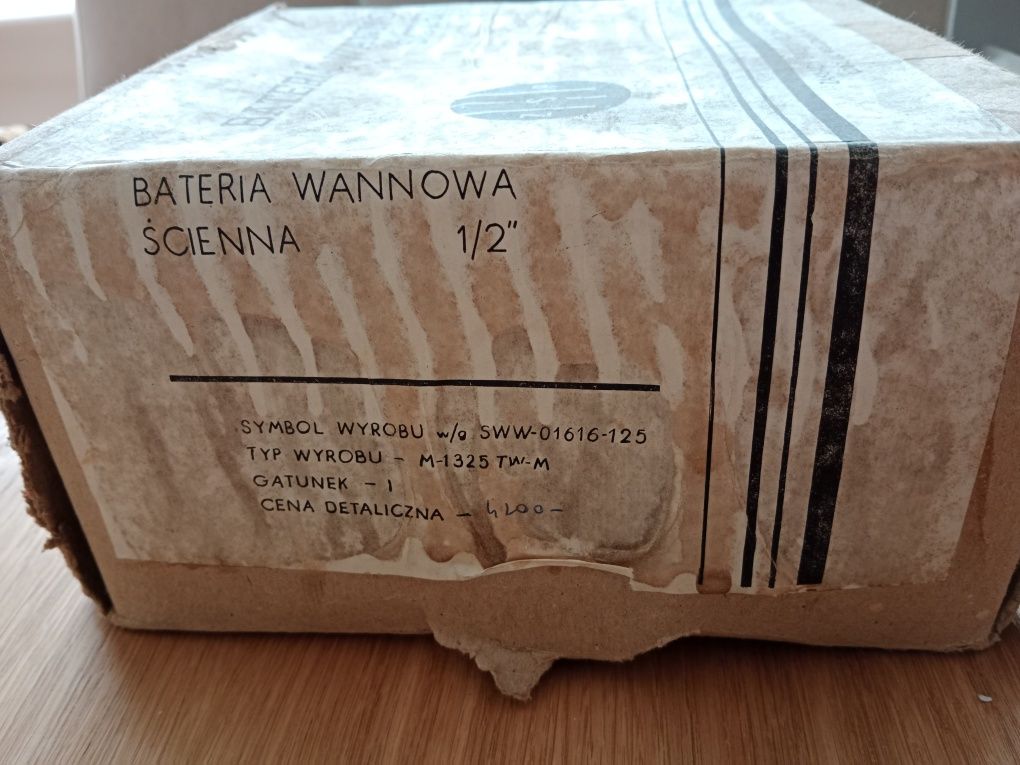 BATERIA WANNOWA
ŚCIENNA 1/2"
SYMBOL WYROBU w/g SWW-01616-125
TYP WYROBU - M-1325 TW-M
GATUNEK - I
CENA DETALICZNA - 4200-